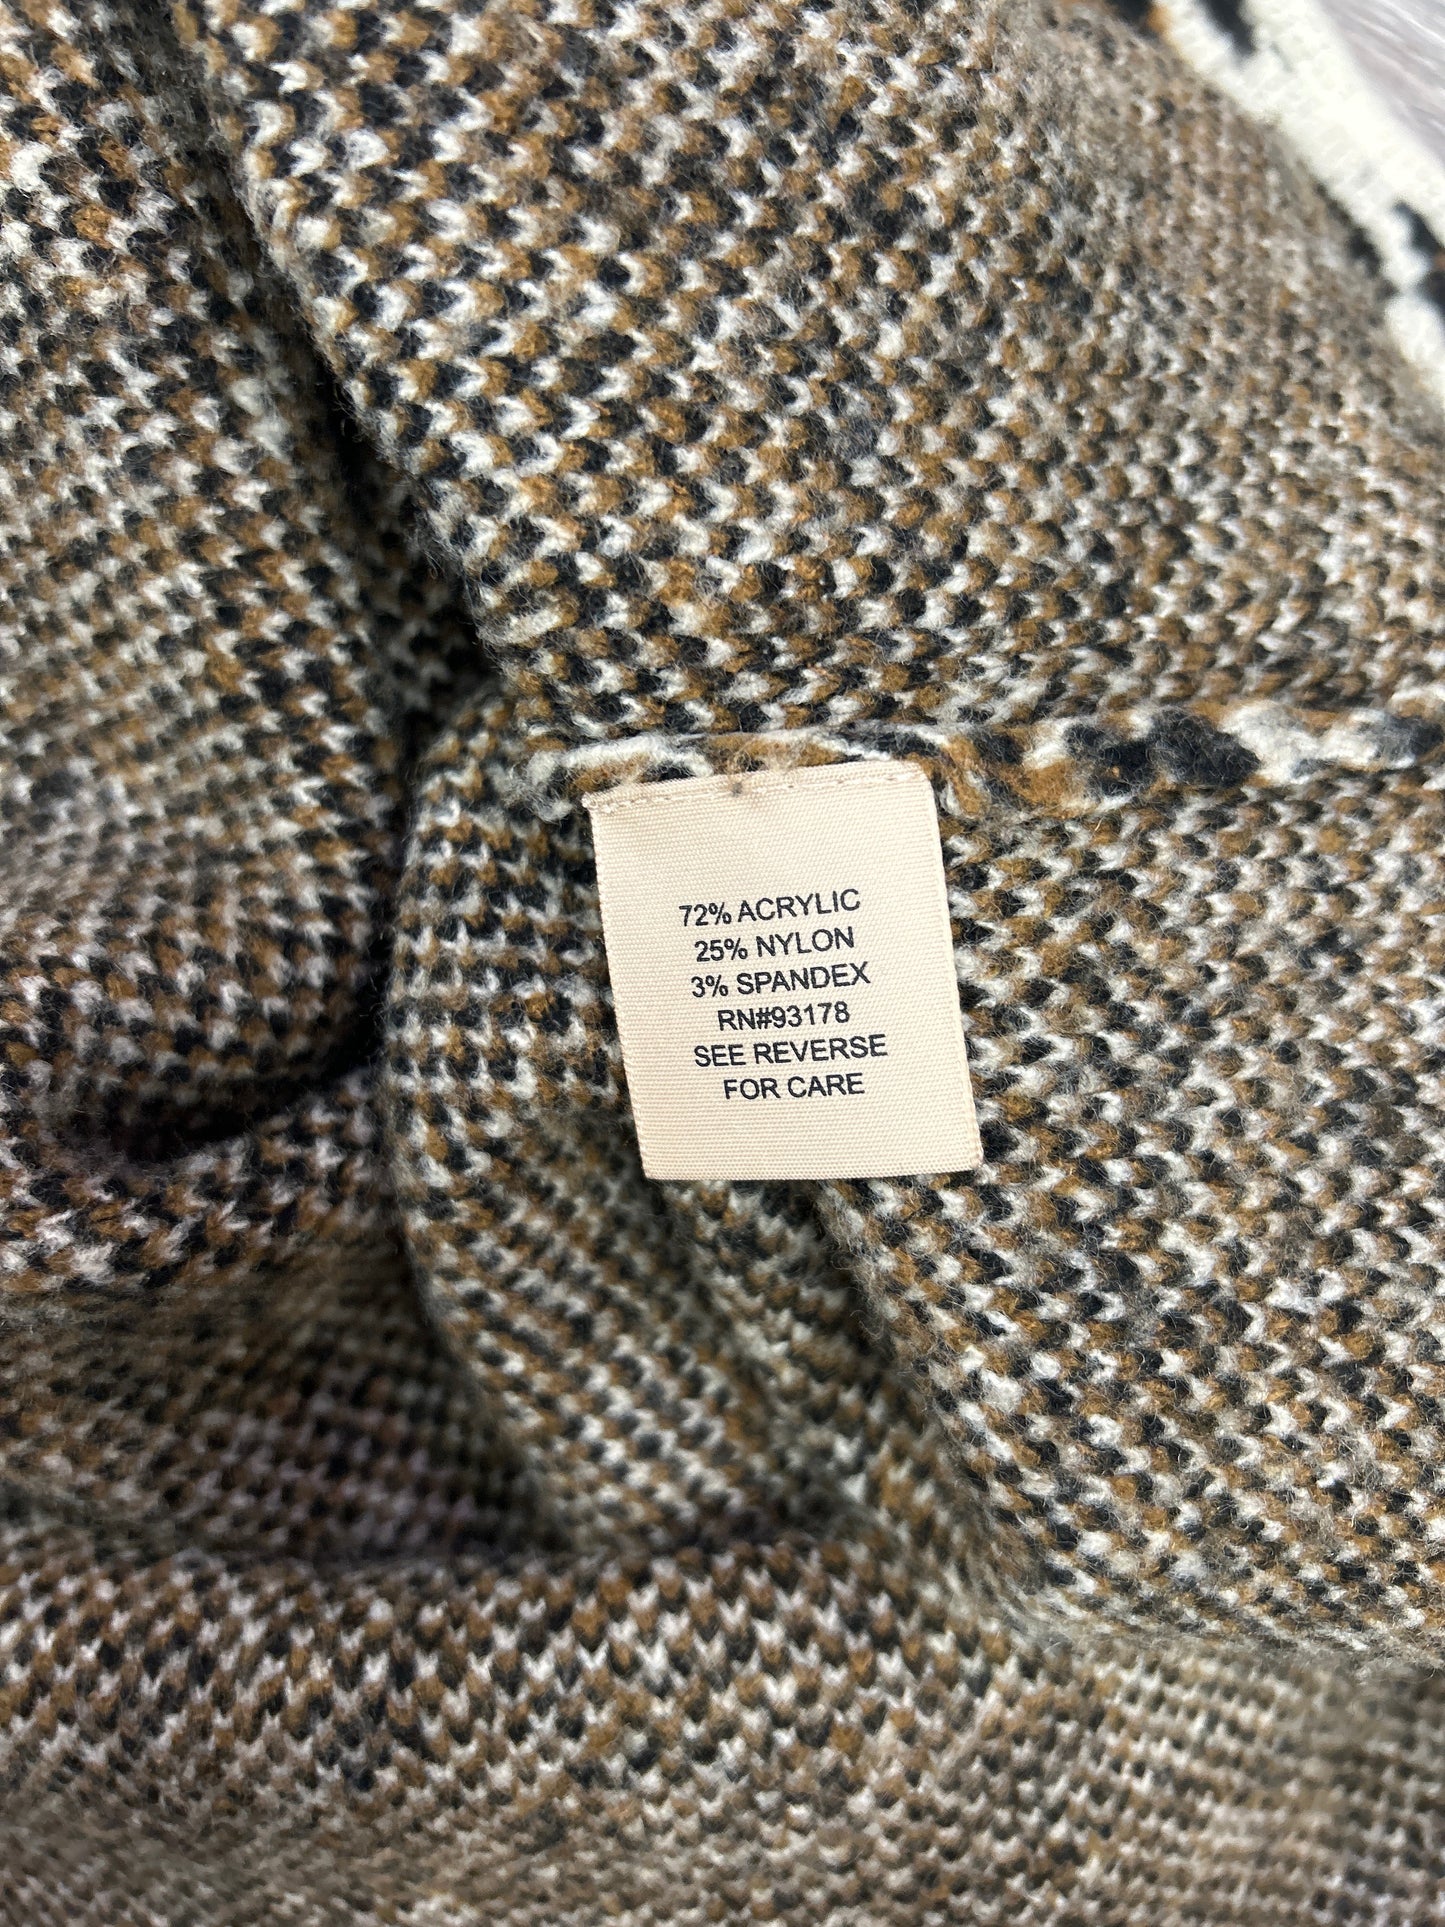 72% ACRYLIC
25% NYLON
3% SPANDEX
RN#93178
SEE REVERSE
FOR CARE